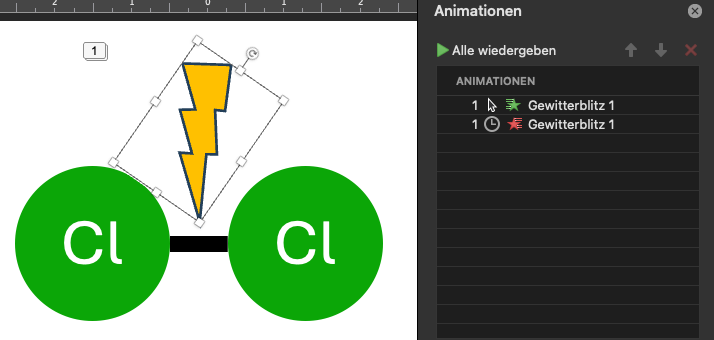 2 1 0 1 2
Animationen
1
Alle wiedergeben
ANIMATIONEN
1 Gewitterblitz 1
1 Gewitterblitz 1
Cl Cl